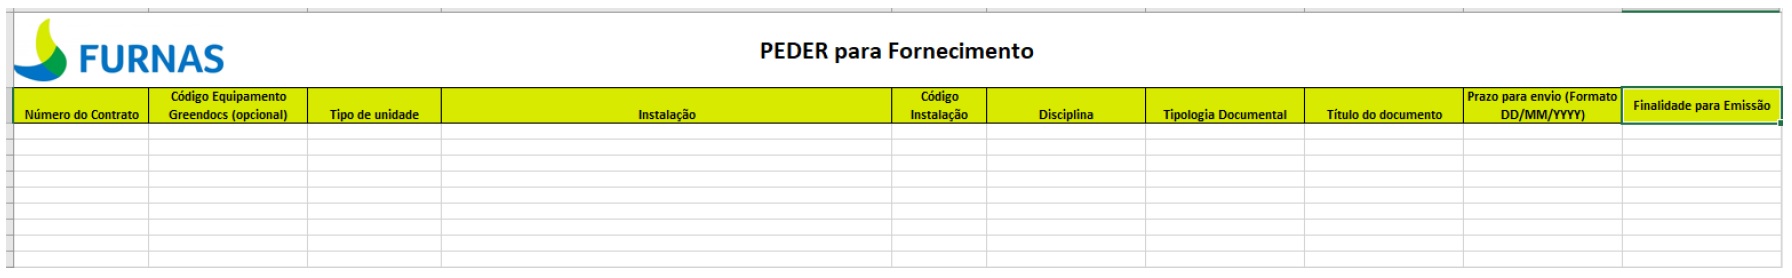 FURNAS
PEDER para Fornecimento
Número do Contrato
Código Equipamento
Greendocs (opcional)
Tipo de unidade
Instalação
Código
Instalação
Disciplina
Tipologia Documental
Título do documento
Prazo para envio (Formato
DD/MM/YYYY)
Finalidade para Emissão